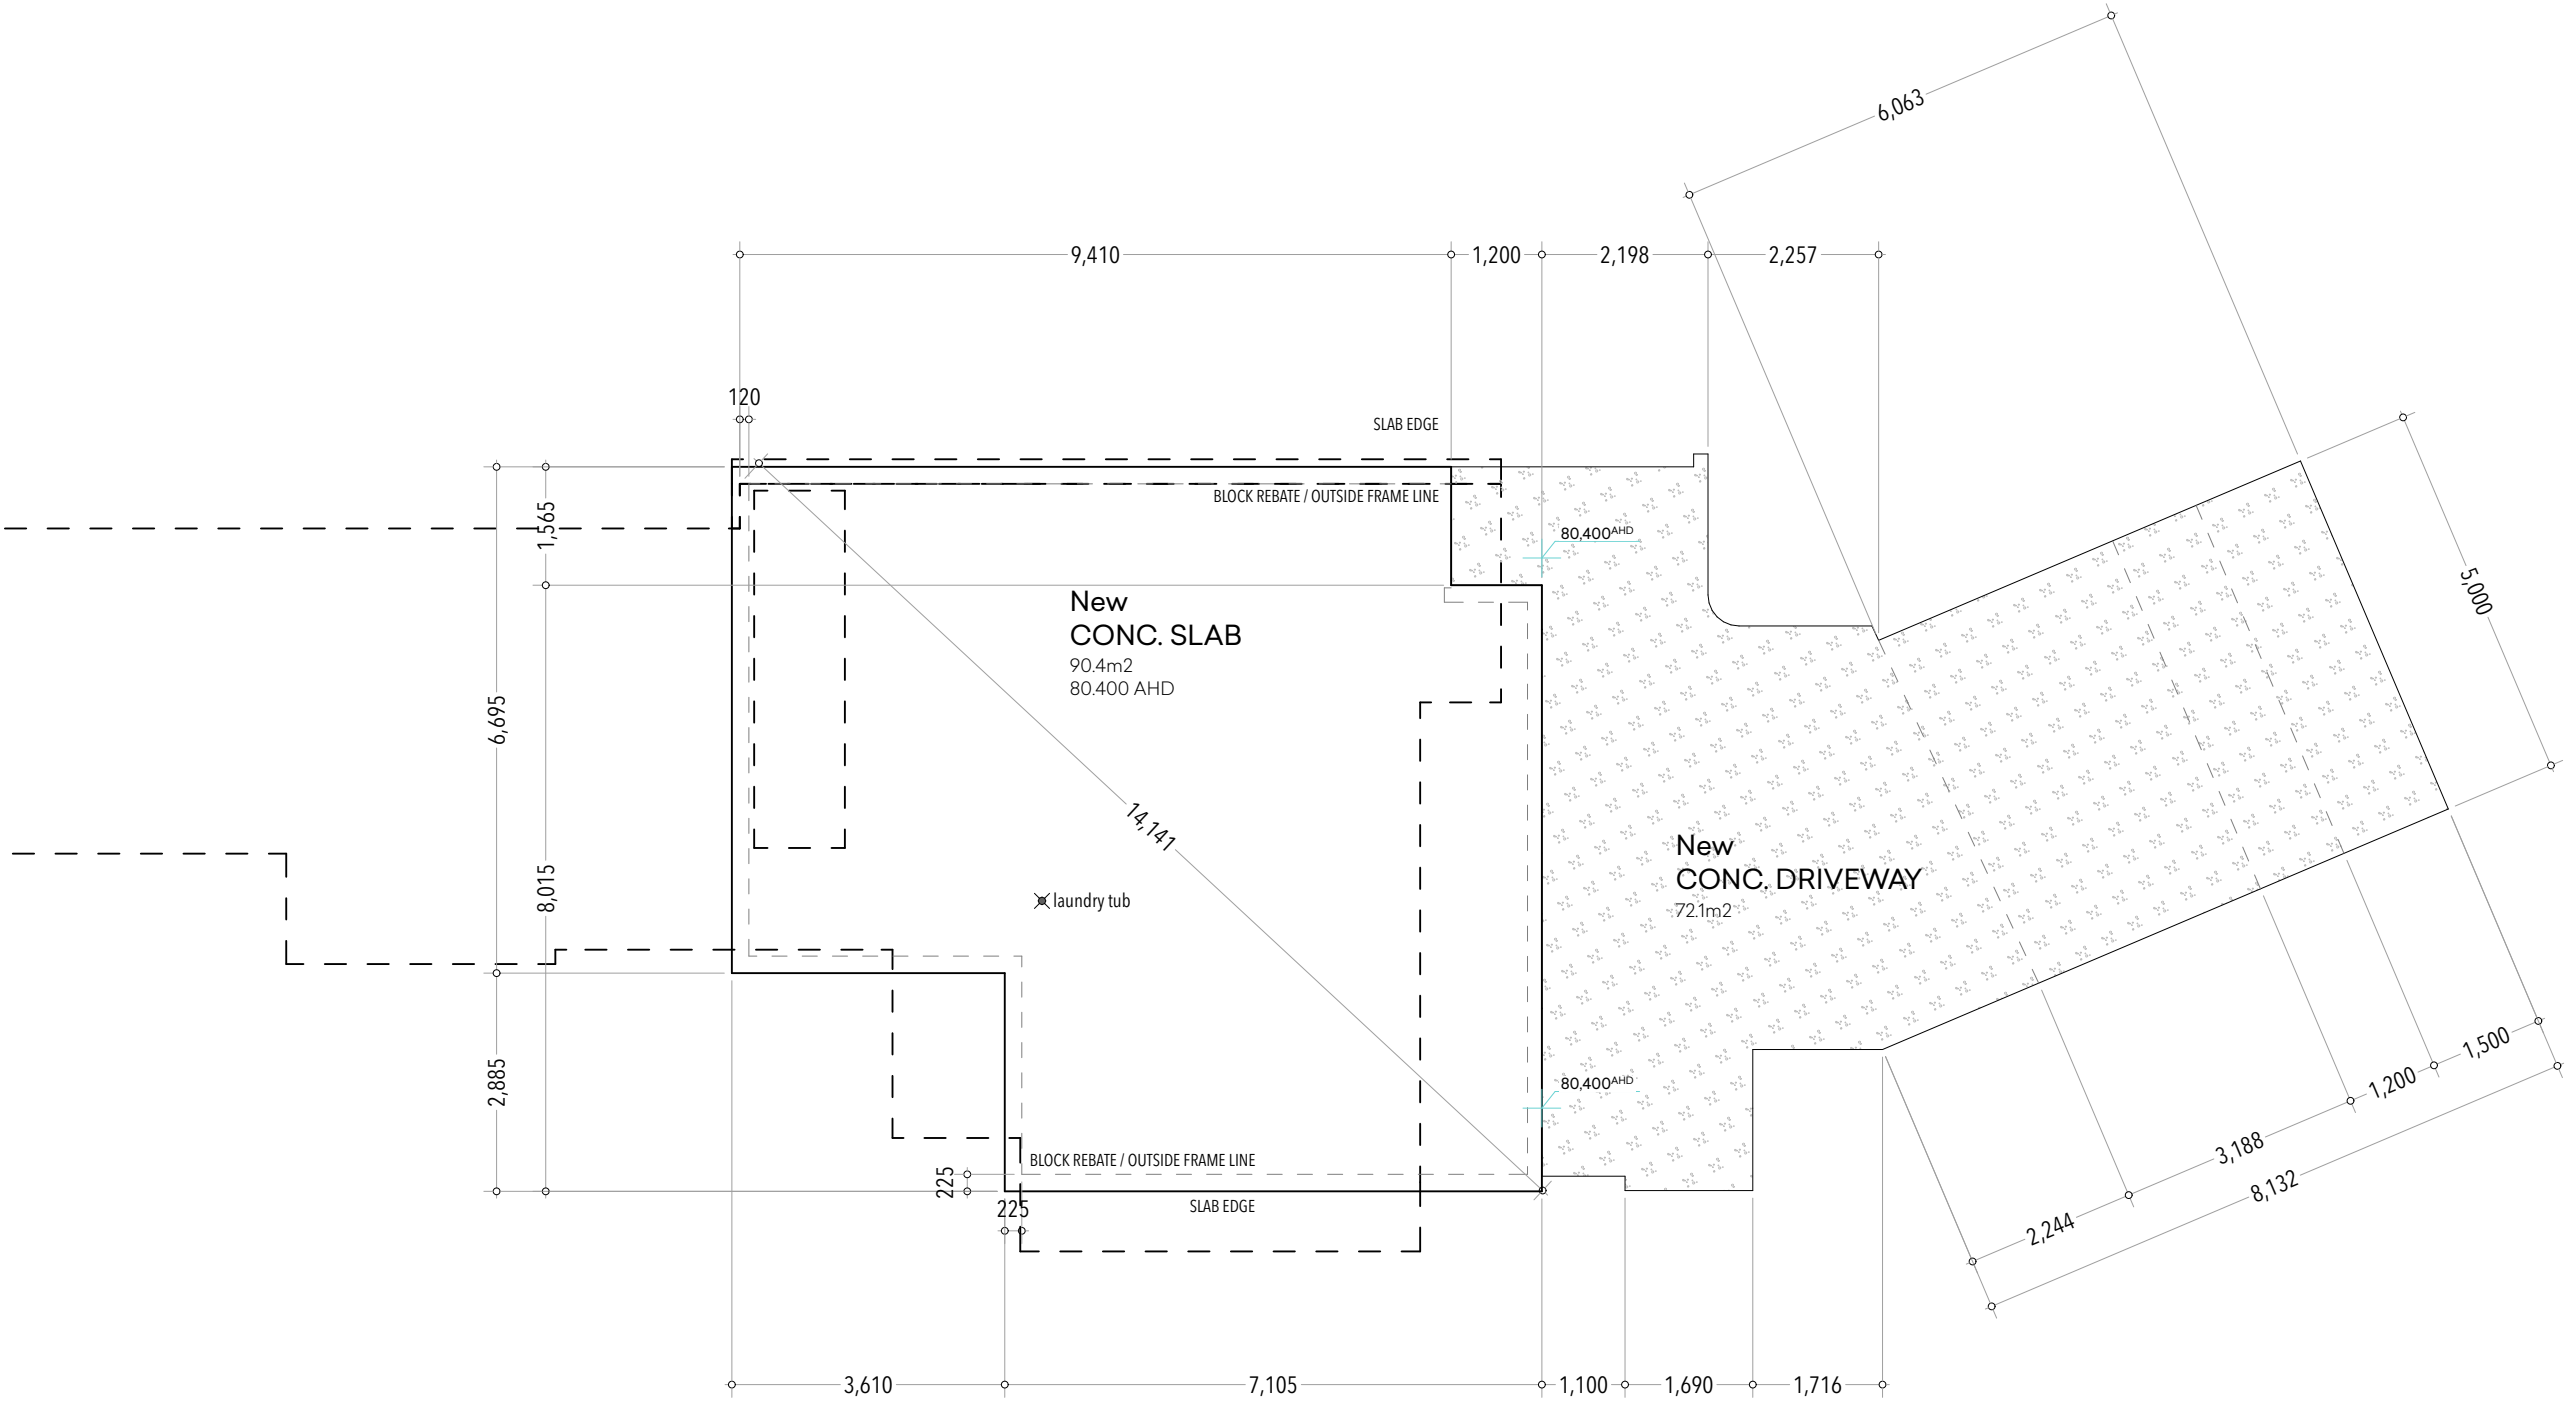 6,063
9,410
1,200
2,198
2,257
120
SLAB EDGE
BLOCK REBATE / OUTSIDE FRAME LINE
1,565
80,400AHD
5,000
New
CONC. SLAB
90.4m2
80.400 AHD
6,695
14,141
8,015
New
CONC. DRIVEWAY
72.1m2
laundry tub
2,885
80,400AHD
BLOCK REBATE / OUTSIDE FRAME LINE
225
SLAB EDGE
225
1,500
1,200
3,188
8,132
2,244
3,610
7,105
1,100
1,690
1,716